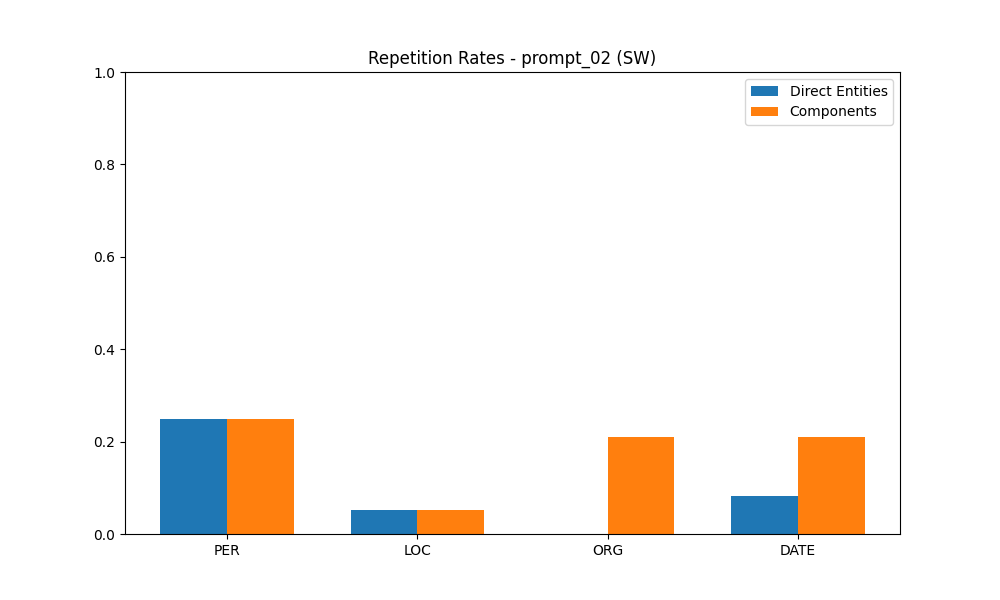 Repetition Rates - prompt_02 (SW)
Direct Entities
Components
1.0
0.8
0.6
0.4
0.2
0.0
PER LOC ORG DATE